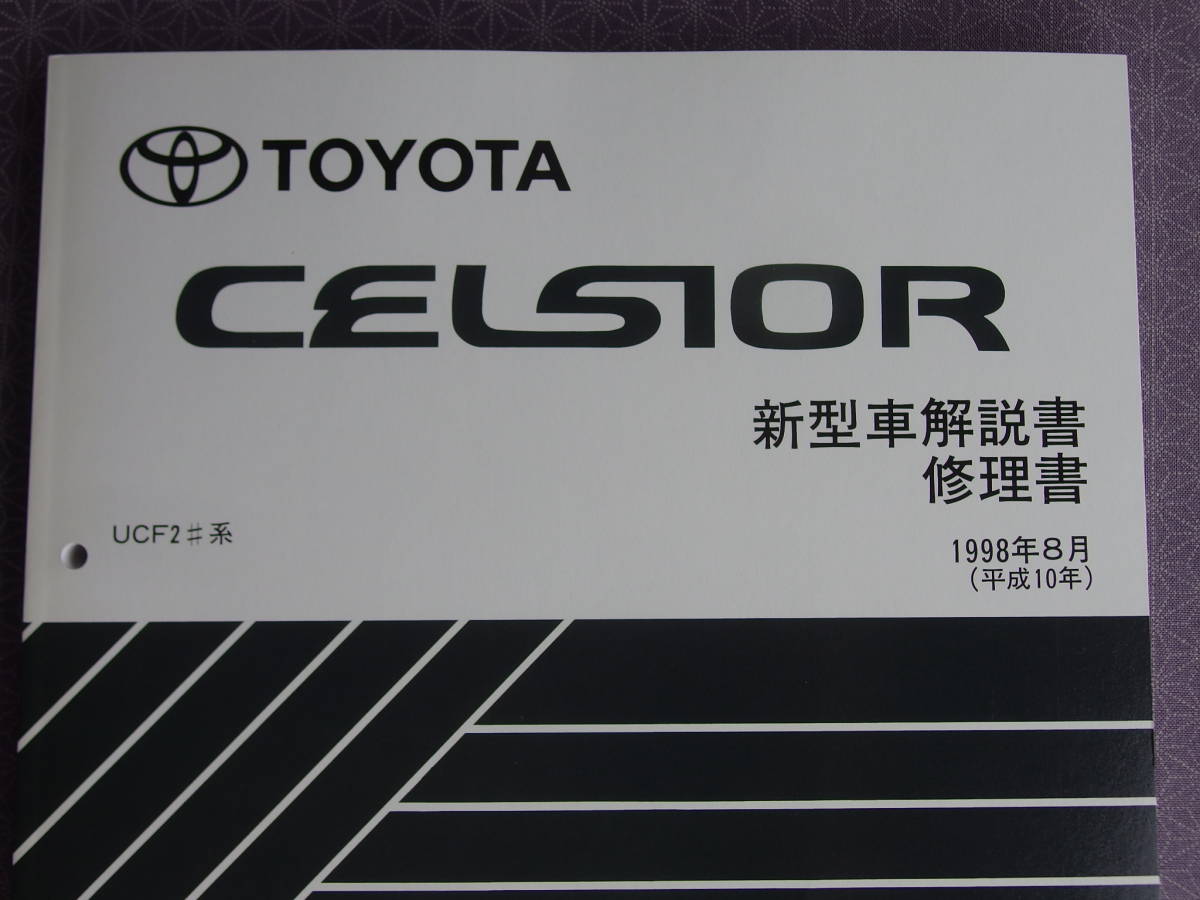 TOYOTA
CELSIOR
新型車解説書
修理書
UCF2#系
1998年8月
(平成10年)